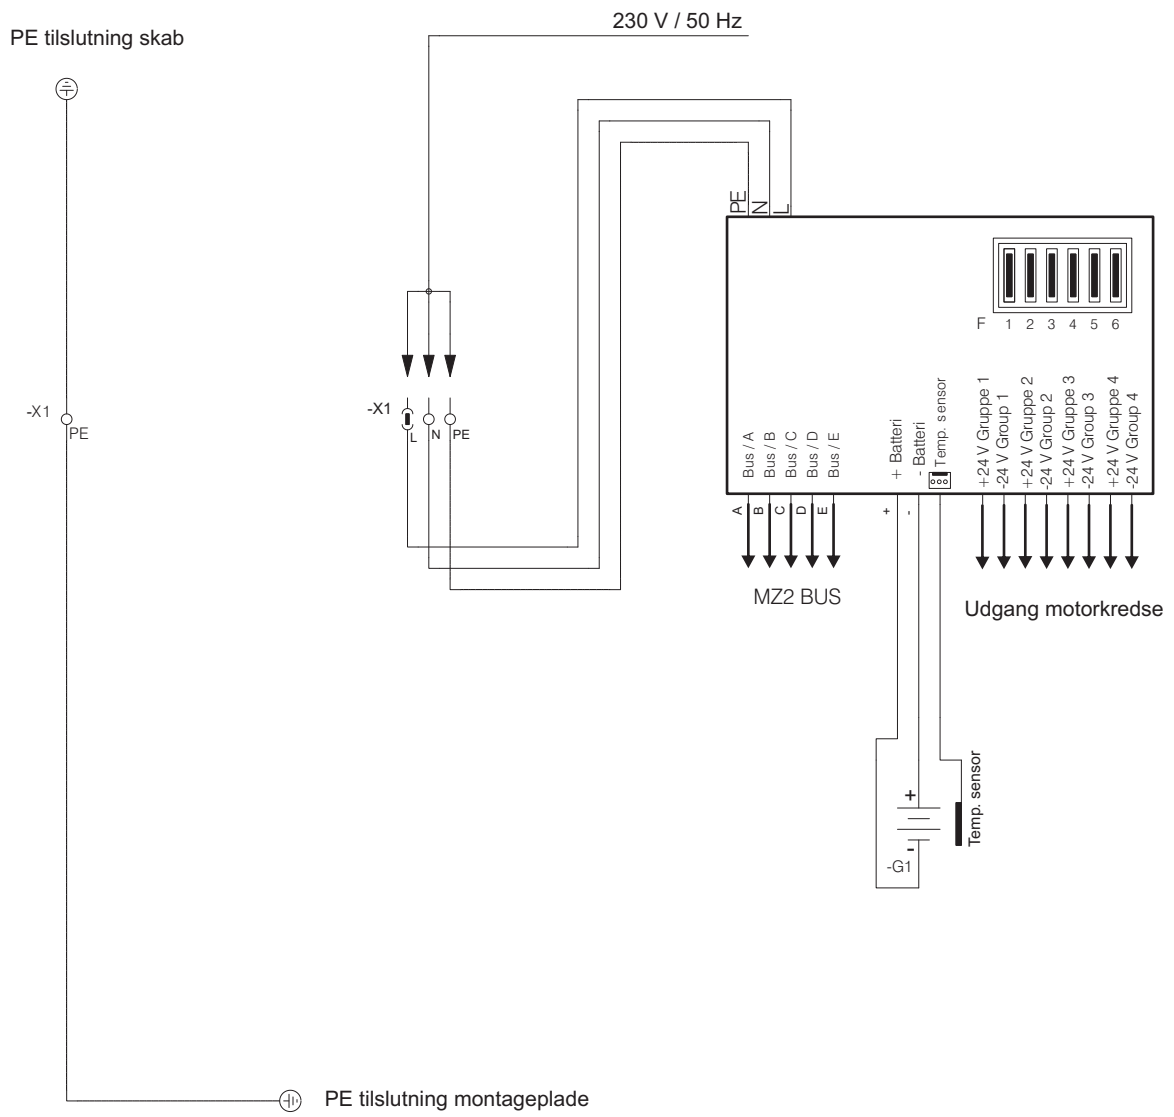 230 V / 50 Hz
PE tilslutning skab
PE
N
L
F 1 2 3 4 5 6
-X1
PE
-X1
L
N
PE
Bus / A
Bus / B
Bus / C
Bus / D
Bus / E
+ Batteri
- Batteri
Temp. sensor
+24 V Gruppe 1
-24 V Group 1
+24 V Gruppe 2
-24 V Group 2
+24 V Gruppe 3
-24 V Group 3
+24 V Gruppe 4
-24 V Group 4
A
B
C
D
E
+
-
MZ2 BUS
Udgang motorkredse
+
-
-G1
Temp. sensor
PE tilslutning montageplade